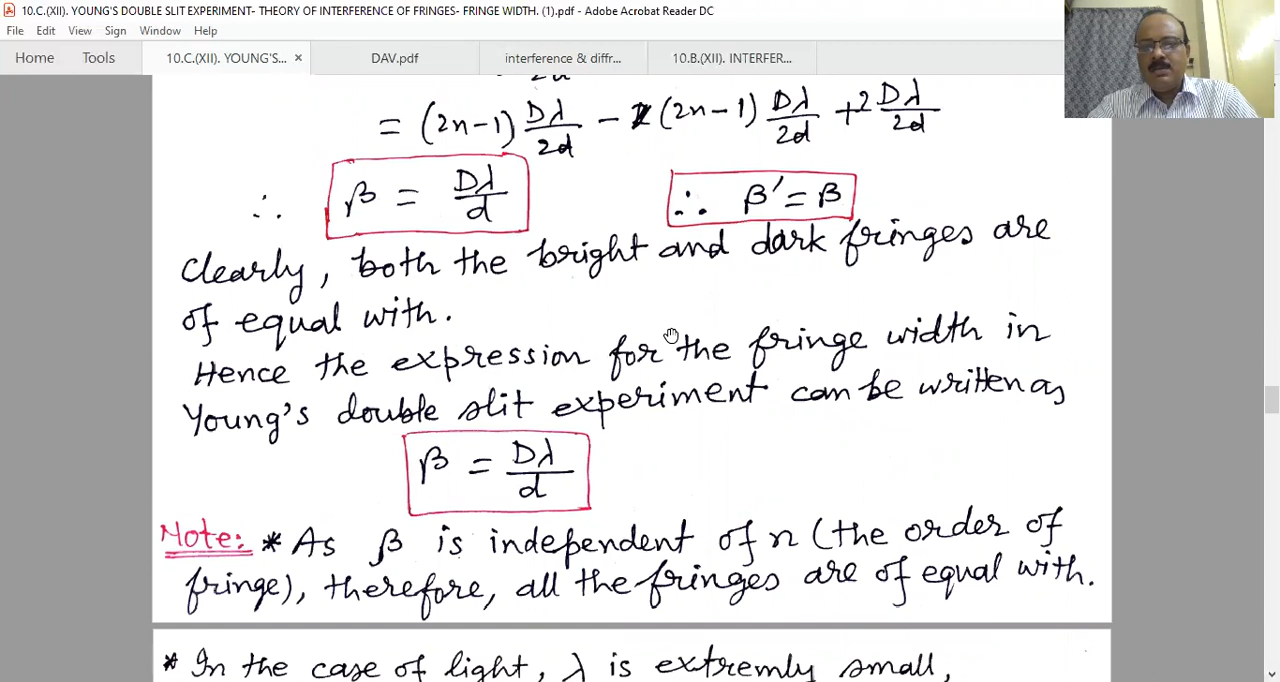 10.C.(XII). YOUNG'S DOUBLE SLIT EXPERIMENT- THEORY OF INTERFERENCE OF FRINGES- FRINGE WIDTH. (1).pdf - Adobe Acrobat Reader DC
File Edit View Sign Window Help
Home Tools 10.C.(XII). YOUNG'S... × DAV.pdf interference & diffr... 10.B.(XII). INTERFER...
= (2n-1) Dλ/2d - (2n-1) Dλ/2d + 2 Dλ/2d
∴ β = Dλ/d ∴ β' = β
Clearly, both the bright and dark fringes are
of equal with.
Hence the expression for the fringe width in
Young's double slit experiment can be written as
β = Dλ/d
Note: * As β is independent of n (the order of
fringe), therefore, all the fringes are of equal with.
* In the case of light, λ is extremly small,